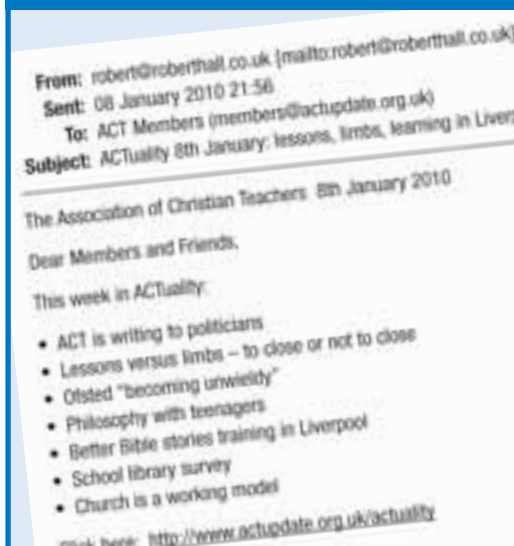 From: robert@roberthall.co.uk [mailto:robert@roberthall.co.uk]
Sent: 08 January 2010 21:56
To: ACT Members (members@actupdate.org.uk)
Subject: ACTuality 8th January: lessons, limbs, learning in Liverp
The Association of Christian Teachers 8th January 2010
Dear Members and Friends,
This week in ACTuality:
• ACT is writing to politicians
• Lessons versus limbs – to close or not to close
• Ofsted "becoming unwieldy"
• Philosophy with teenagers
• Better Bible stories training in Liverpool
• School library survey
• Church is a working model
Click here: http://www.actupdate.org.uk/actuality